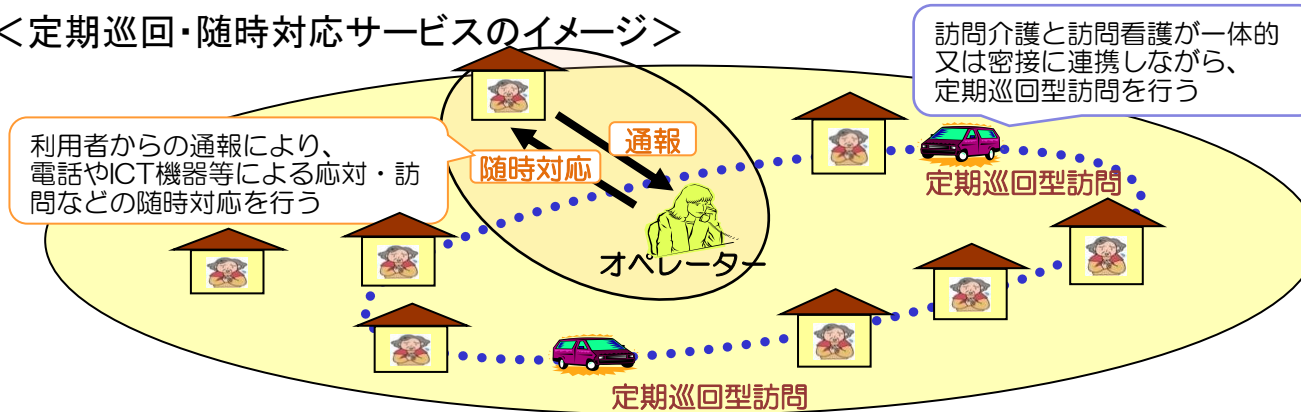 ＜定期巡回・随時対応サービスのイメージ＞
訪問介護と訪問看護が一体的
又は密接に連携しながら、
定期巡回型訪問を行う
利用者からの通報により、
電話やICT機器等による応対・訪
問などの随時対応を行う
通報
随時対応
定期巡回型訪問
オペレーター
定期巡回型訪問